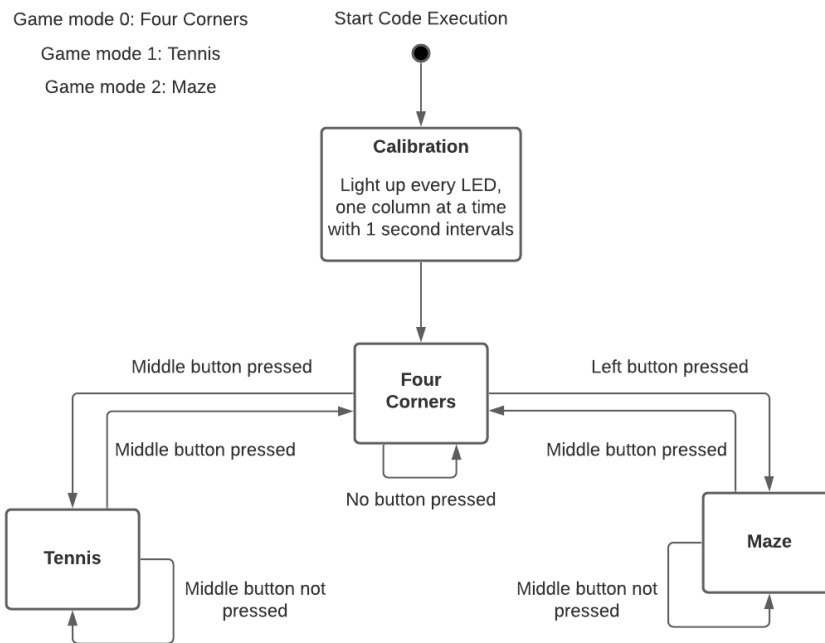 Game mode 0: Four Corners
Game mode 1: Tennis
Game mode 2: Maze
Start Code Execution
Calibration
Light up every LED,
one column at a time
with 1 second intervals
Middle button pressed
Four
Corners
Left button pressed
Middle button pressed
Middle button pressed
No button pressed
Tennis
Middle button not
pressed
Maze
Middle button not
pressed